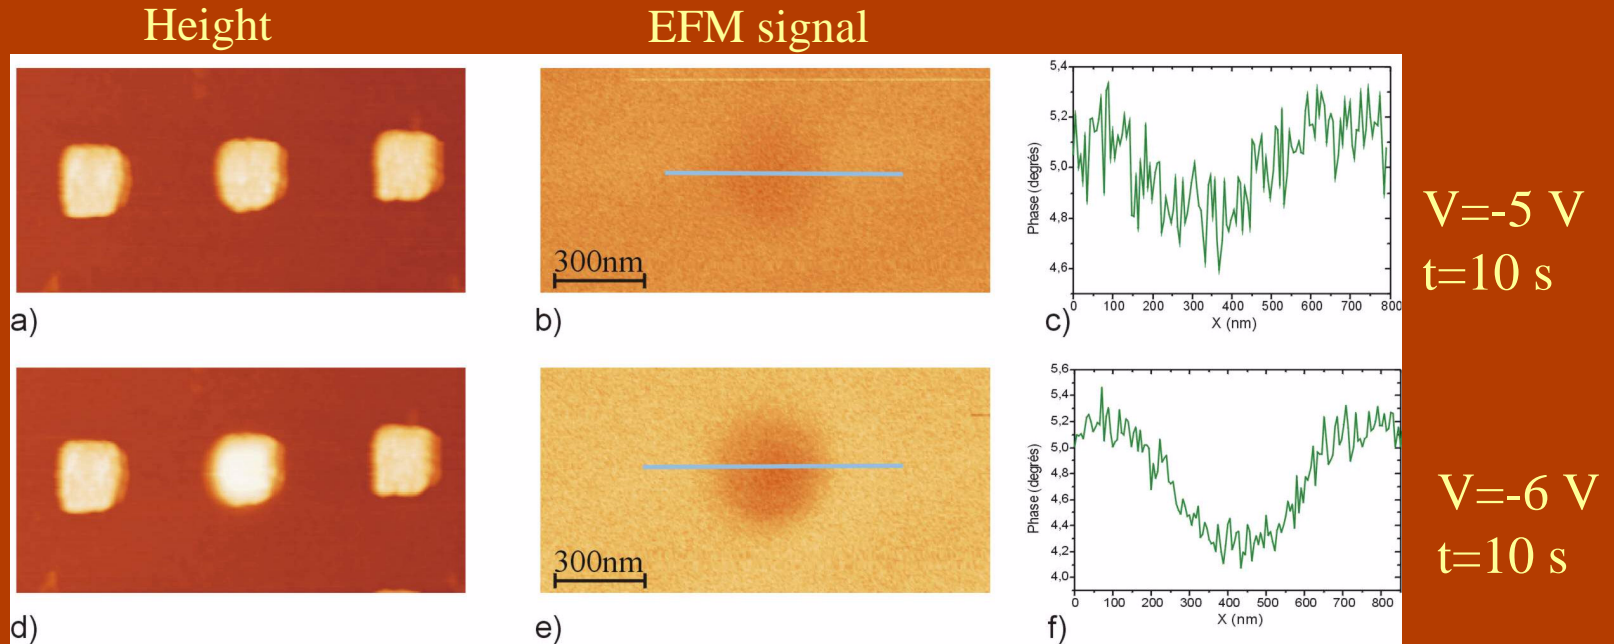 Height
EFM signal
5,4
5,2
5,0
4,8
4,6
Phase (degrés)
0 100 200 300 400 500 600 700 800
X (nm)
300nm
a)
b)
c)
V=-5 V
t=10 s
5,6
5,4
5,2
5,0
4,8
4,6
4,4
4,2
4,0
Phase (degrés)
0 100 200 300 400 500 600 700 800
X (nm)
300nm
d)
e)
f)
V=-6 V
t=10 s